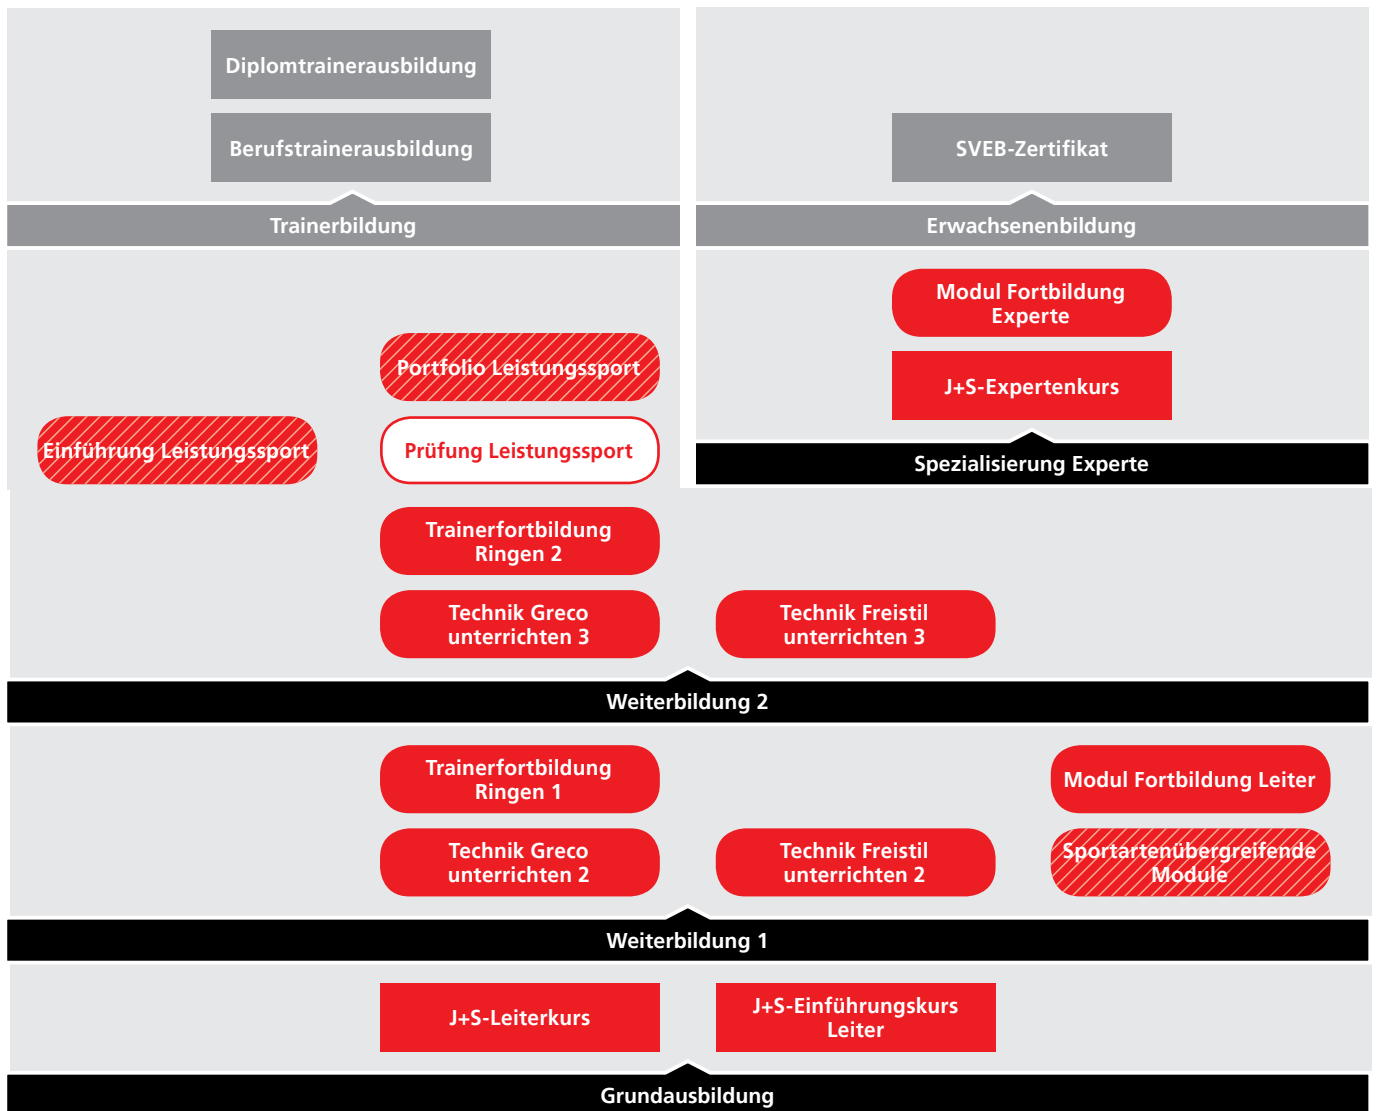 Diplomtrainerausbildung
Berufstrainerausbildung
SVEB-Zertifikat
Trainerbildung
Erwachsenenbildung
Modul Fortbildung
Experte
Portfolio Leistungssport
J+S-Expertenkurs
Einführung Leistungssport
Prüfung Leistungssport
Spezialisierung Experte
Trainerfortbildung
Ringen 2
Technik Greco
unterrichten 3
Technik Freistil
unterrichten 3
Weiterbildung 2
Trainerfortbildung
Ringen 1
Modul Fortbildung Leiter
Technik Greco
unterrichten 2
Technik Freistil
unterrichten 2
Sportartenübergreifende
Module
Weiterbildung 1
J+S-Leiterkurs
J+S-Einführungskurs
Leiter
Grundausbildung